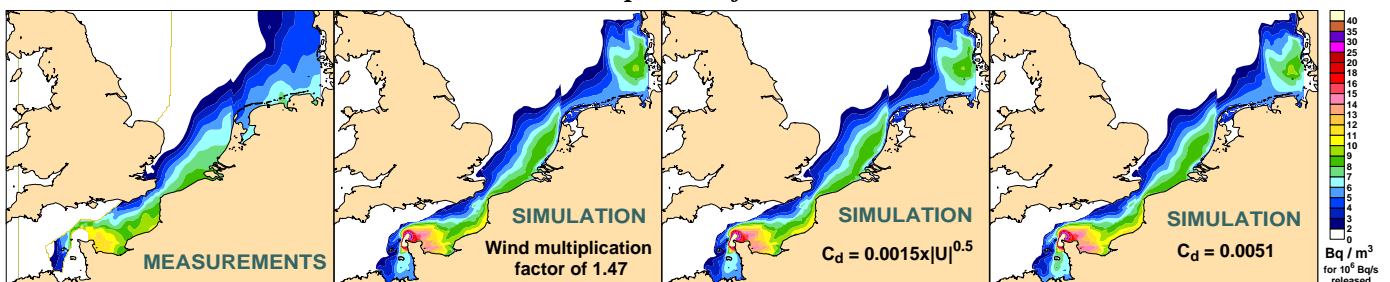 MEASUREMENTS
SIMULATION
Wind multiplication
factor of 1.47
SIMULATION
C_d = 0.0015x|U|^0.5
SIMULATION
C_d = 0.0051
40
35
30
25
20
18
16
15
14
13
12
11
10
9
8
7
6
5
4
3
2
0
Bq / m³
for 10⁶ Bq/s
released